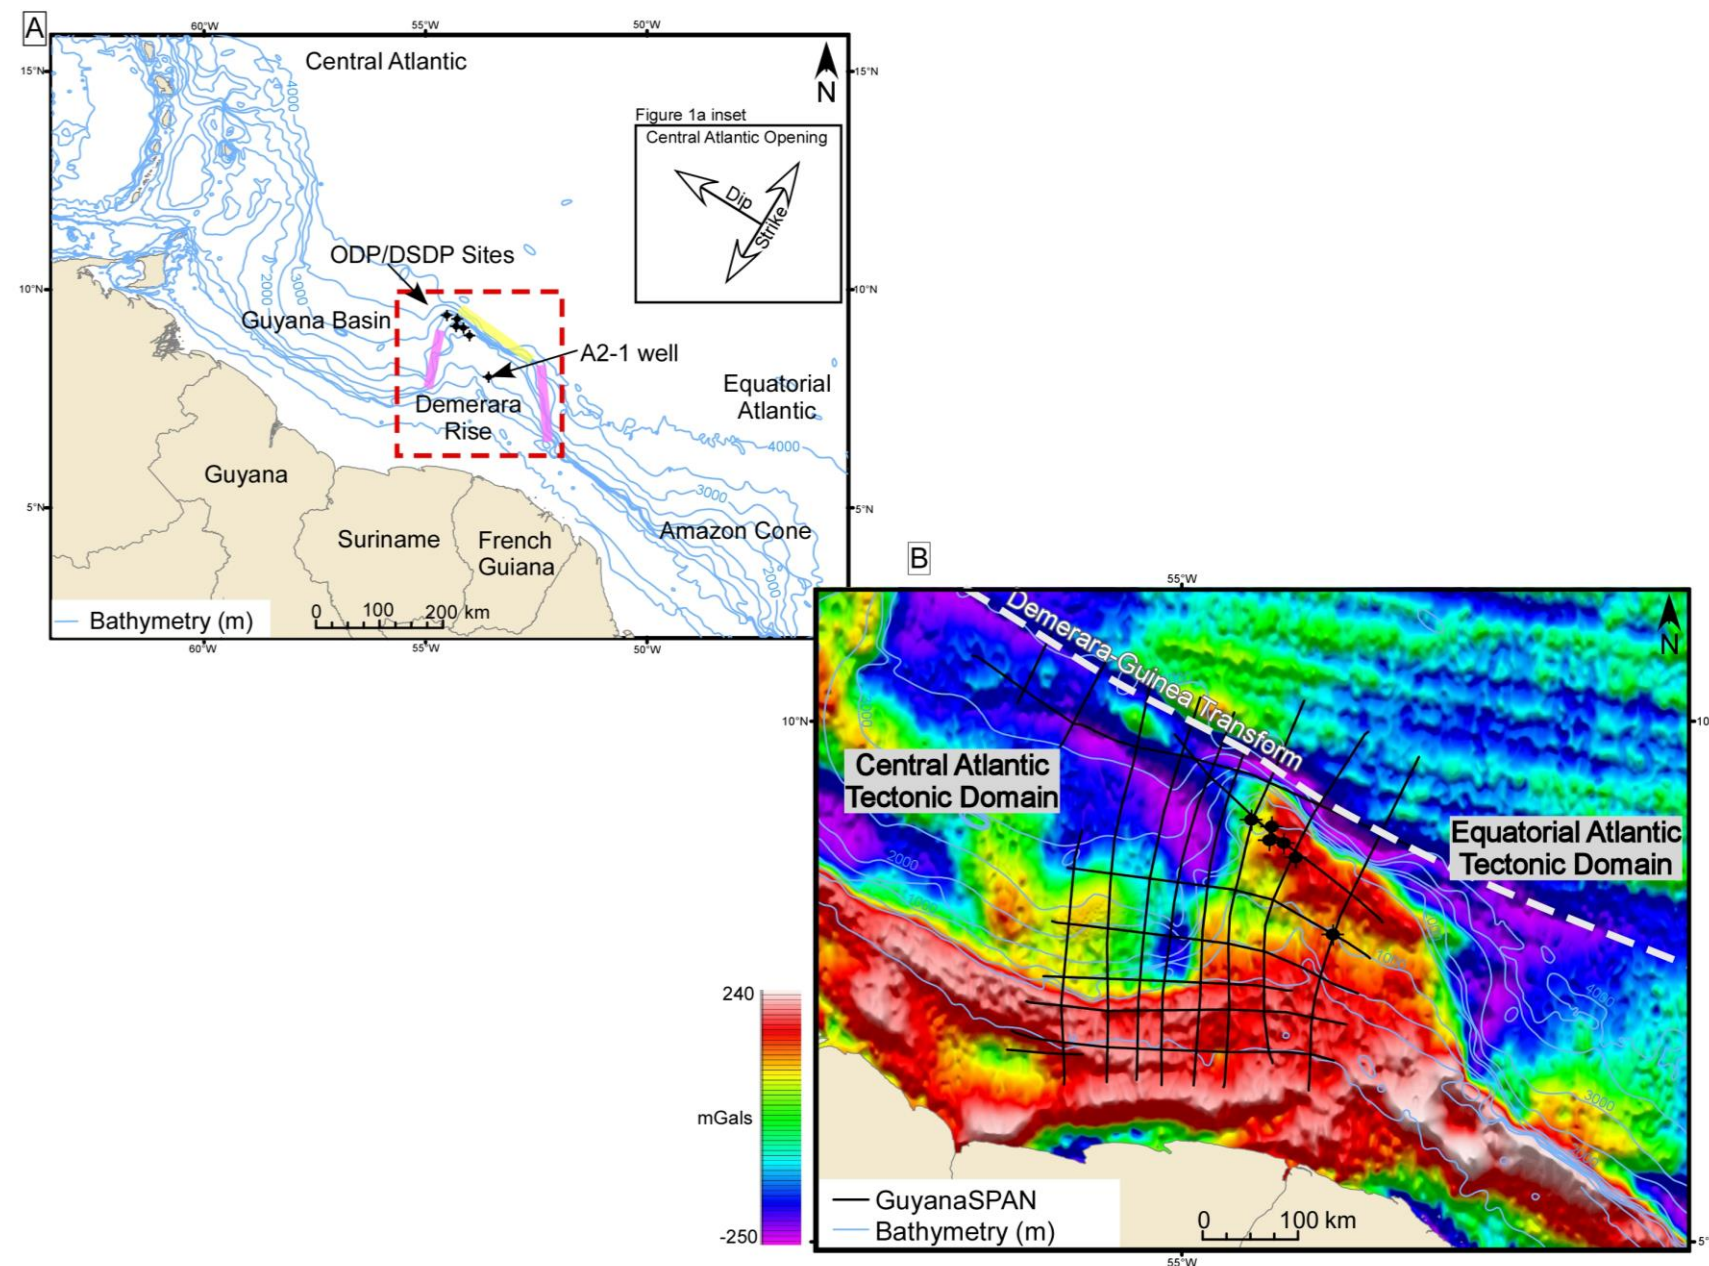 A
60°W
55°W
50°W
Central Atlantic
15°N
15°N
N
4000
Figure 1a inset
Central Atlantic Opening
Dip
Strike
ODP/DSDP Sites
10°N
10°N
2000
3000
Guyana Basin
A2-1 well
Equatorial
Atlantic
Demerara
Rise
4000
Guyana
3000
5°N
5°N
Amazon Cone
Suriname
French
Guiana
2000
0 100 200 km
Bathymetry (m)
60°W
55°W
50°W
B
55°W
Demerara-Guinea Transform
N
10°N
10
Central Atlantic
Tectonic Domain
Equatorial Atlantic
Tectonic Domain
2000
1000
4000
3000
240
mGals
-250
GuyanaSPAN
Bathymetry (m)
0 100 km
5°
55°W